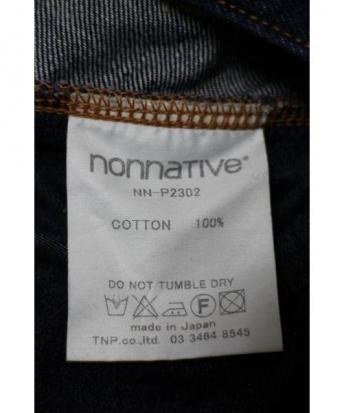 nonnative®
NN-P2302
COTTON 100%
DO NOT TUMBLE DRY
F
made in Japan
TNP.co.,ltd. 03 3464 8545